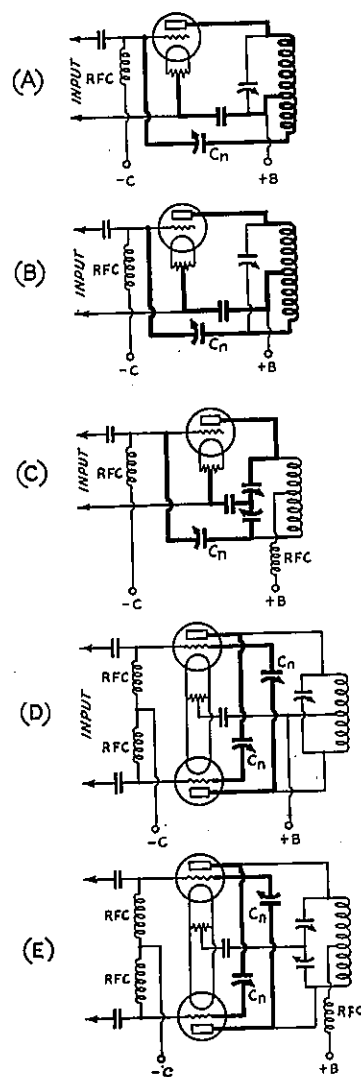 (A)
INPUT
RFC
-C
Cn
+B
(B)
INPUT
RFC
-C
Cn
+B
(C)
INPUT
RFC
-C
Cn
RFC
+B
(D)
INPUT
RFC
RFC
-C
Cn
Cn
+B
(E)
RFC
RFC
-C
Cn
Cn
RFC
+B